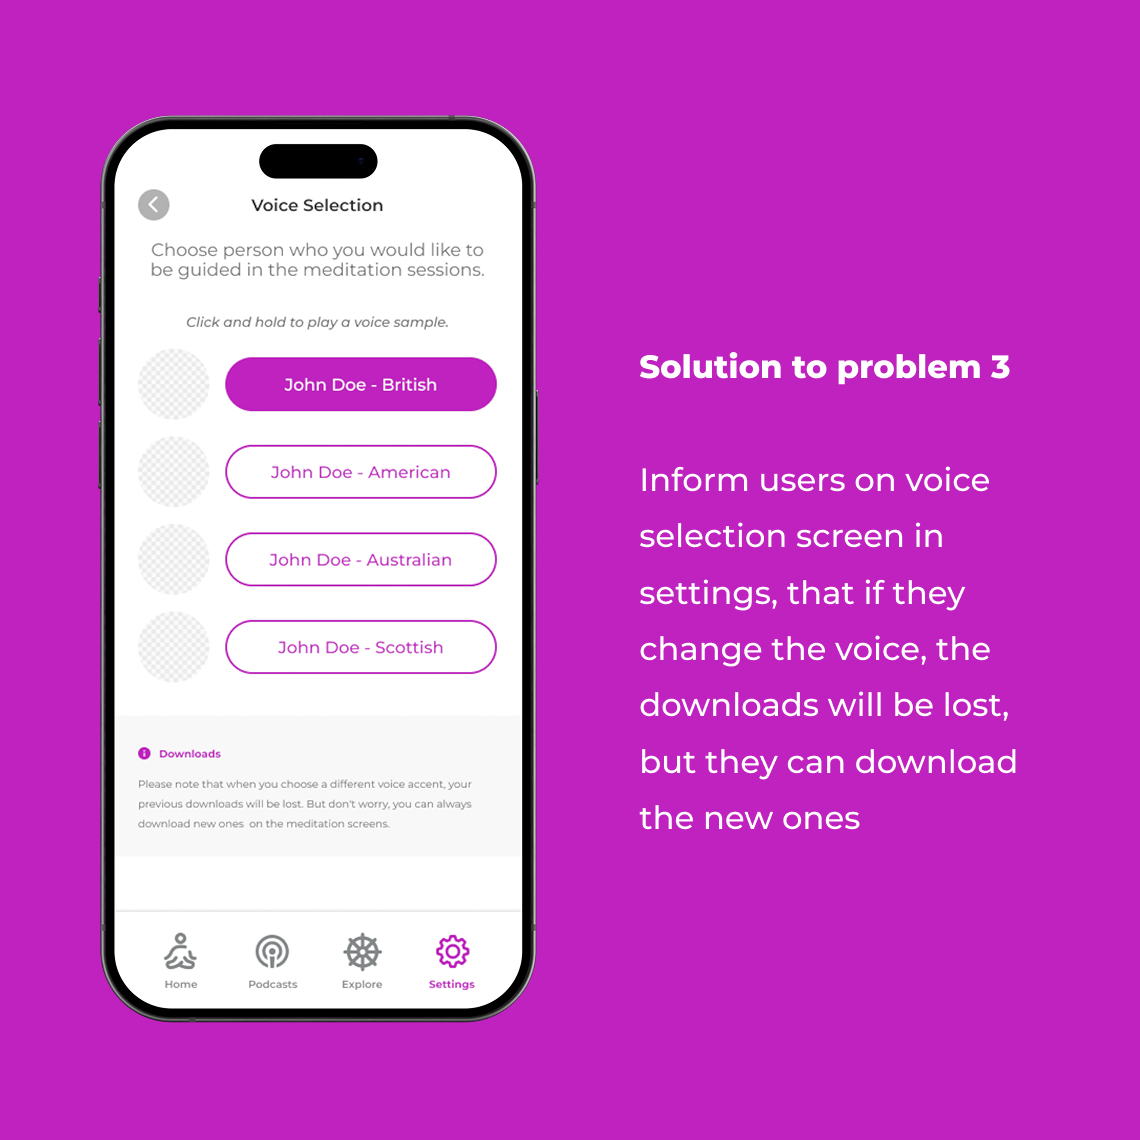 Voice Selection
Choose person who you would like to
be guided in the meditation sessions.
Click and hold to play a voice sample.
John Doe - British
John Doe - American
John Doe - Australian
John Doe - Scottish
Downloads
Please note that when you choose a different voice accent, your
previous downloads will be lost. But don't worry, you can always
download new ones  on the meditation screens.
Home
Podcasts
Explore
Settings
Solution to problem 3
Inform users on voice
selection screen in
settings, that if they
change the voice, the
downloads will be lost,
but they can download
the new ones